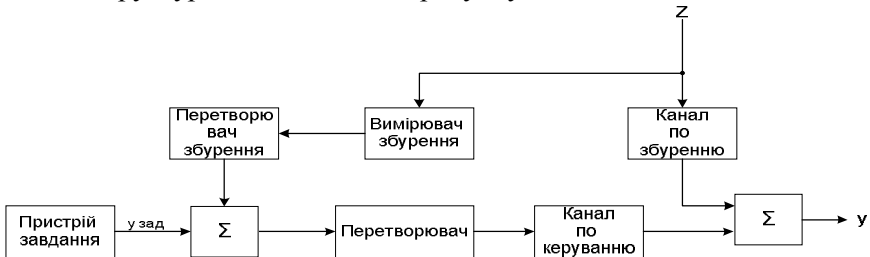 Z
Перетворю
вач
збурення
Вимірювач
збурення
Канал
по
збуренню
Пристрій
завдання
у зад
Σ
Перетворювач
Канал
по
керуванню
Σ
У